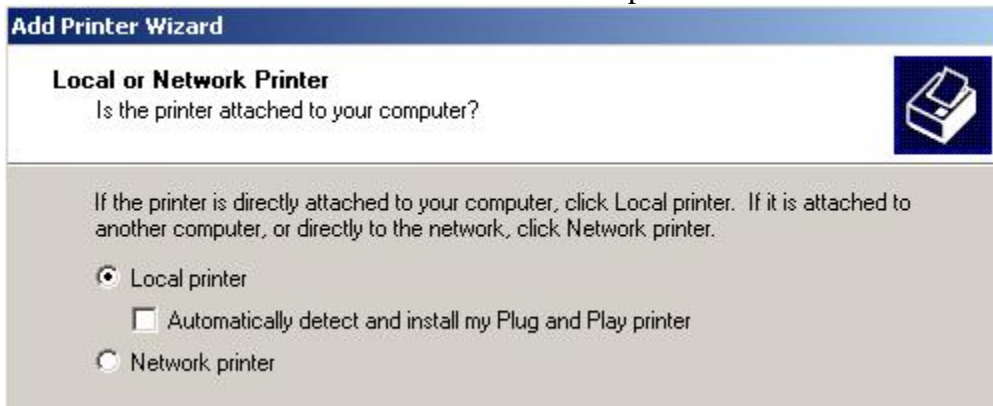 Add Printer Wizard
Local or Network Printer
Is the printer attached to your computer?
If the printer is directly attached to your computer, click Local printer. If it is attached to
another computer, or directly to the network, click Network printer.
Local printer
Automatically detect and install my Plug and Play printer
Network printer